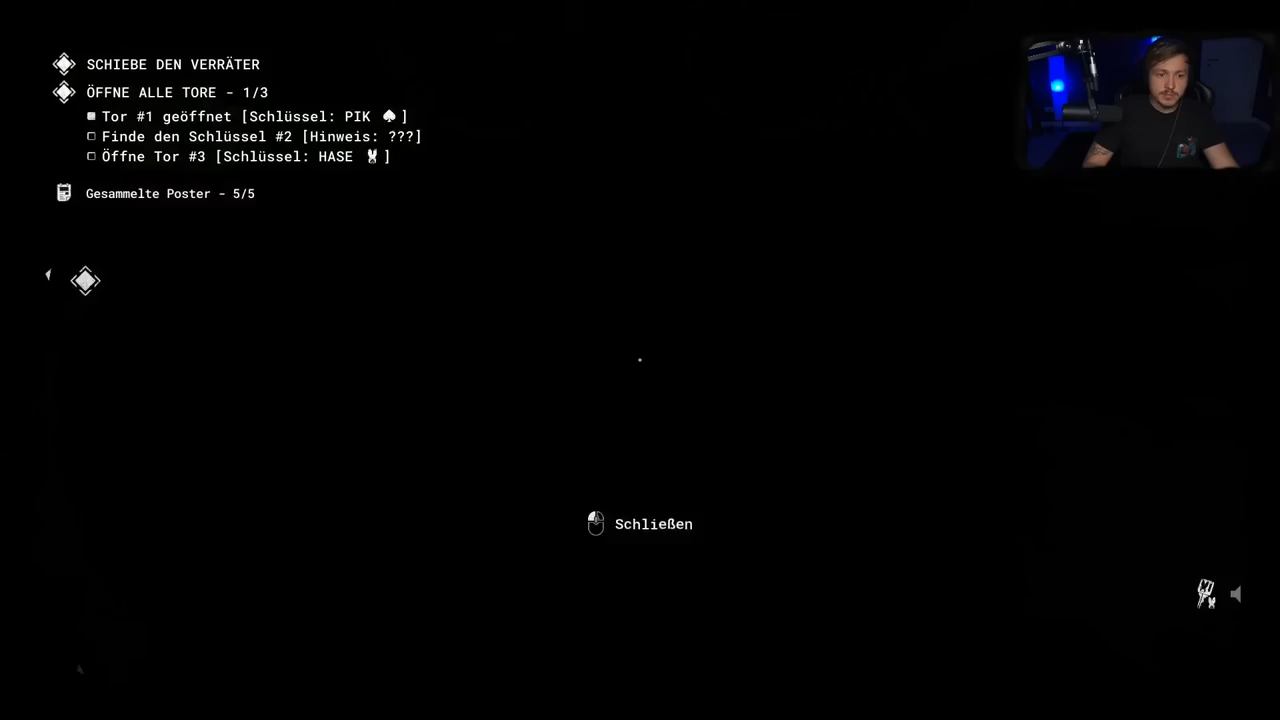 SCHIEBE DEN VERRÄTER
ÖFFNE ALLE TORE - 1/3
Tor #1 geöffnet [Schlüssel: PIK ♠]
Finde den Schlüssel #2 [Hinweis: ???]
Öffne Tor #3 [Schlüssel: HASE ]
Gesammelte Poster - 5/5
Schließen